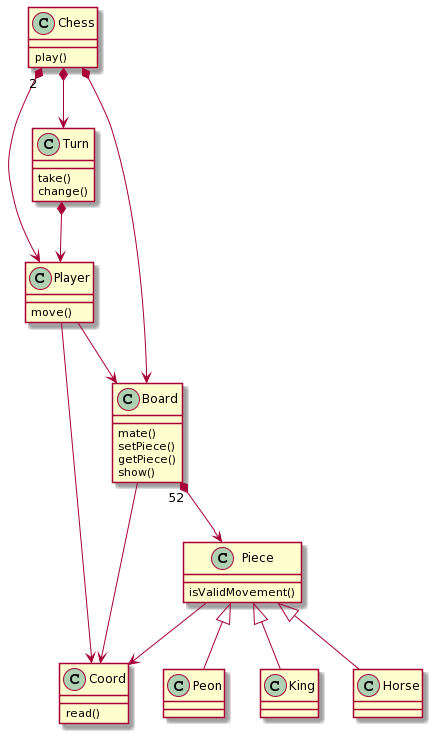 C Chess
play()
2
C Turn
take()
change()
C Player
move()
C Board
mate()
setPiece()
getPiece()
show()
52
C Piece
isValidMovement()
C Coord
read()
C Peon
C King
C Horse